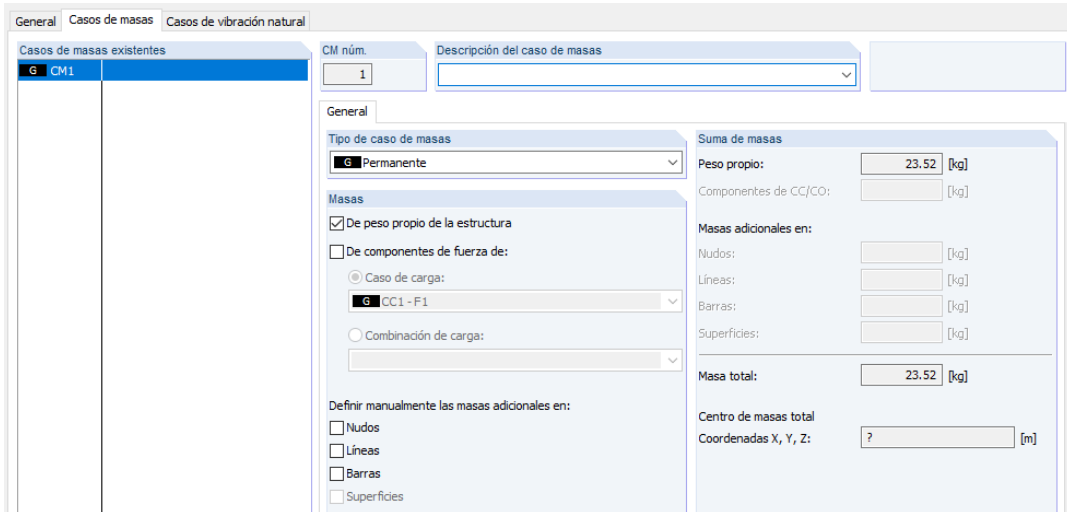 General
Casos de masas
Casos de vibración natural
Casos de masas existentes
G CM1
CM núm.
1
Descripción del caso de masas
General
Tipo de caso de masas
G Permanente
Masas
De peso propio de la estructura
De componentes de fuerza de:
Caso de carga:
G CC1 - F1
Combinación de carga:
Definir manualmente las masas adicionales en:
Nudos
Líneas
Barras
Superficies
Suma de masas
Peso propio: 23.52 [kg]
Componentes de CC/CO: [kg]
Masas adicionales en:
Nudos: [kg]
Líneas: [kg]
Barras: [kg]
Superficies: [kg]
Masa total: 23.52 [kg]
Centro de masas total
Coordenadas X, Y, Z: ? [m]